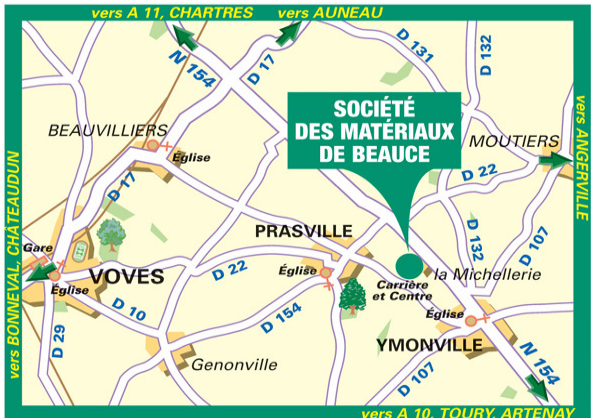 vers A 11, CHARTRES
vers AUNEAU
N 154
D 17
D 131
D 132
SOCIÉTÉ
DES MATÉRIAUX
DE BEAUCE
BEAUVILLIERS
Église
MOUTIERS
vers ANGERVILLE
D 22
D 17
vers BONNEVAL, CHÂTEAUDUN
Gare
PRASVILLE
D 132
D 107
VOVES
Église
D 22
Église
la Michellerie
Carrière
et Centre
D 10
D 154
Église
D 29
YMONVILLE
N 154
Genonville
D 107
vers A 10, TOURY, ARTENAY